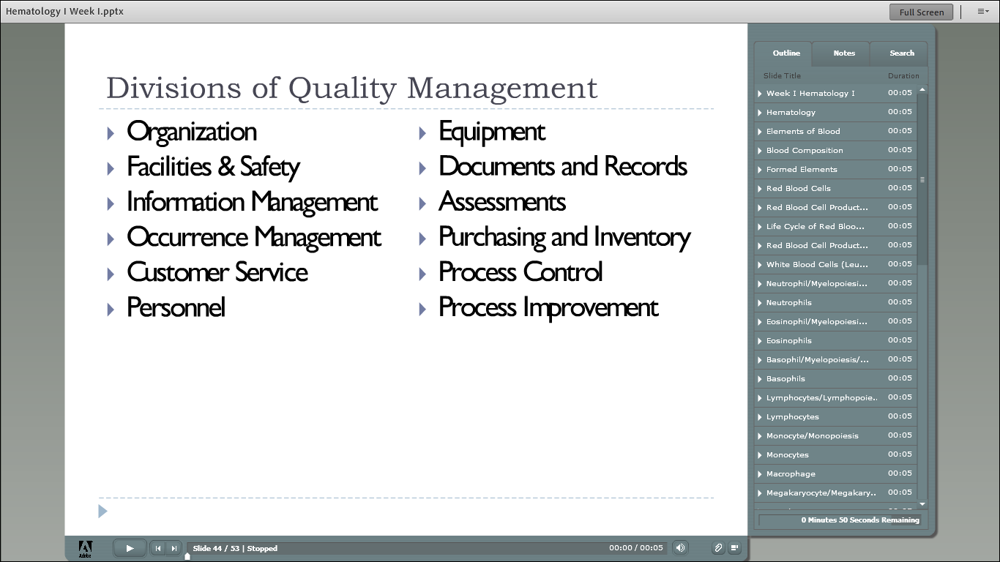 Hematology I Week I.pptx
Full Screen
Divisions of Quality Management
Organization
Facilities & Safety
Information Management
Occurrence Management
Customer Service
Personnel
Equipment
Documents and Records
Assessments
Purchasing and Inventory
Process Control
Process Improvement
Outline Notes Search
Slide Title Duration
Week I Hematology I 00:05
Hematology 00:05
Elements of Blood 00:05
Blood Composition 00:05
Formed Elements 00:05
Red Blood Cells 00:05
Red Blood Cell Product... 00:05
Life Cycle of Red Bloo... 00:05
Red Blood Cell Product... 00:05
White Blood Cells (Leu... 00:05
Neutrophil/Myelopoiesi... 00:05
Neutrophils 00:05
Eosinophil/Myelopoiesi... 00:05
Eosinophils 00:05
Basophil/Myelopoiesis/... 00:05
Basophils 00:05
Lymphocytes/Lymphopoie.. 00:05
Lymphocytes 00:05
Monocyte/Monopoiesis 00:05
Monocytes 00:05
Macrophage 00:05
Megakaryocyte/Megakary.. 00:05
0 Minutes 50 Seconds Remaining
Adobe
Slide 44 / 53 | Stopped
00:00 / 00:05